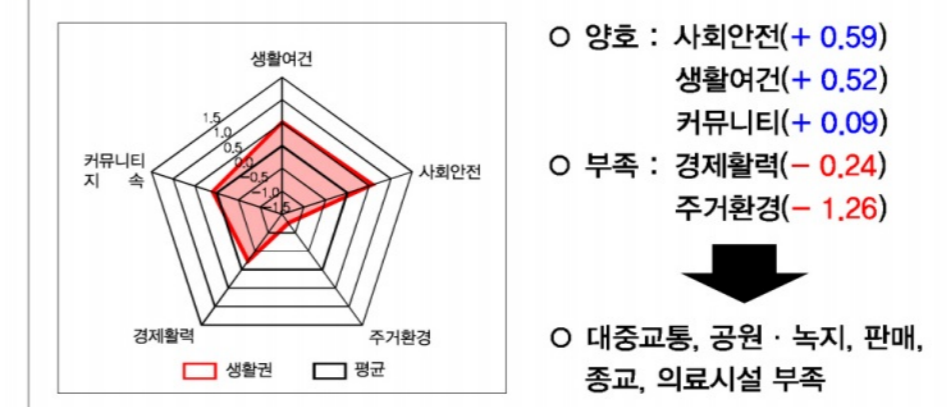 생활여건
1.5
1.0
0.5
0.0
-0.5
-1.0
-1.5
커뮤니티
지 속
사회안전
경제활력
주거환경
생활권 평균
○ 양호 : 사회안전(+ 0.59)
생활여건(+ 0.52)
커뮤니티(+ 0.09)
○ 부족 : 경제활력(- 0.24)
주거환경(- 1.26)
○ 대중교통, 공원 · 녹지, 판매,
종교, 의료시설 부족